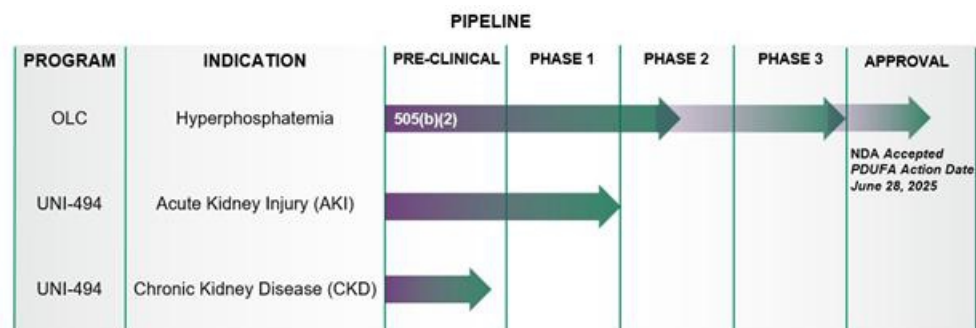 PIPELINE
PROGRAM INDICATION PRE-CLINICAL PHASE 1 PHASE 2 PHASE 3 APPROVAL
OLC Hyperphosphatemia 505(b)(2)
NDA Accepted
PDUFA Action Date
June 28, 2025
UNI-494 Acute Kidney Injury (AKI)
UNI-494 Chronic Kidney Disease (CKD)